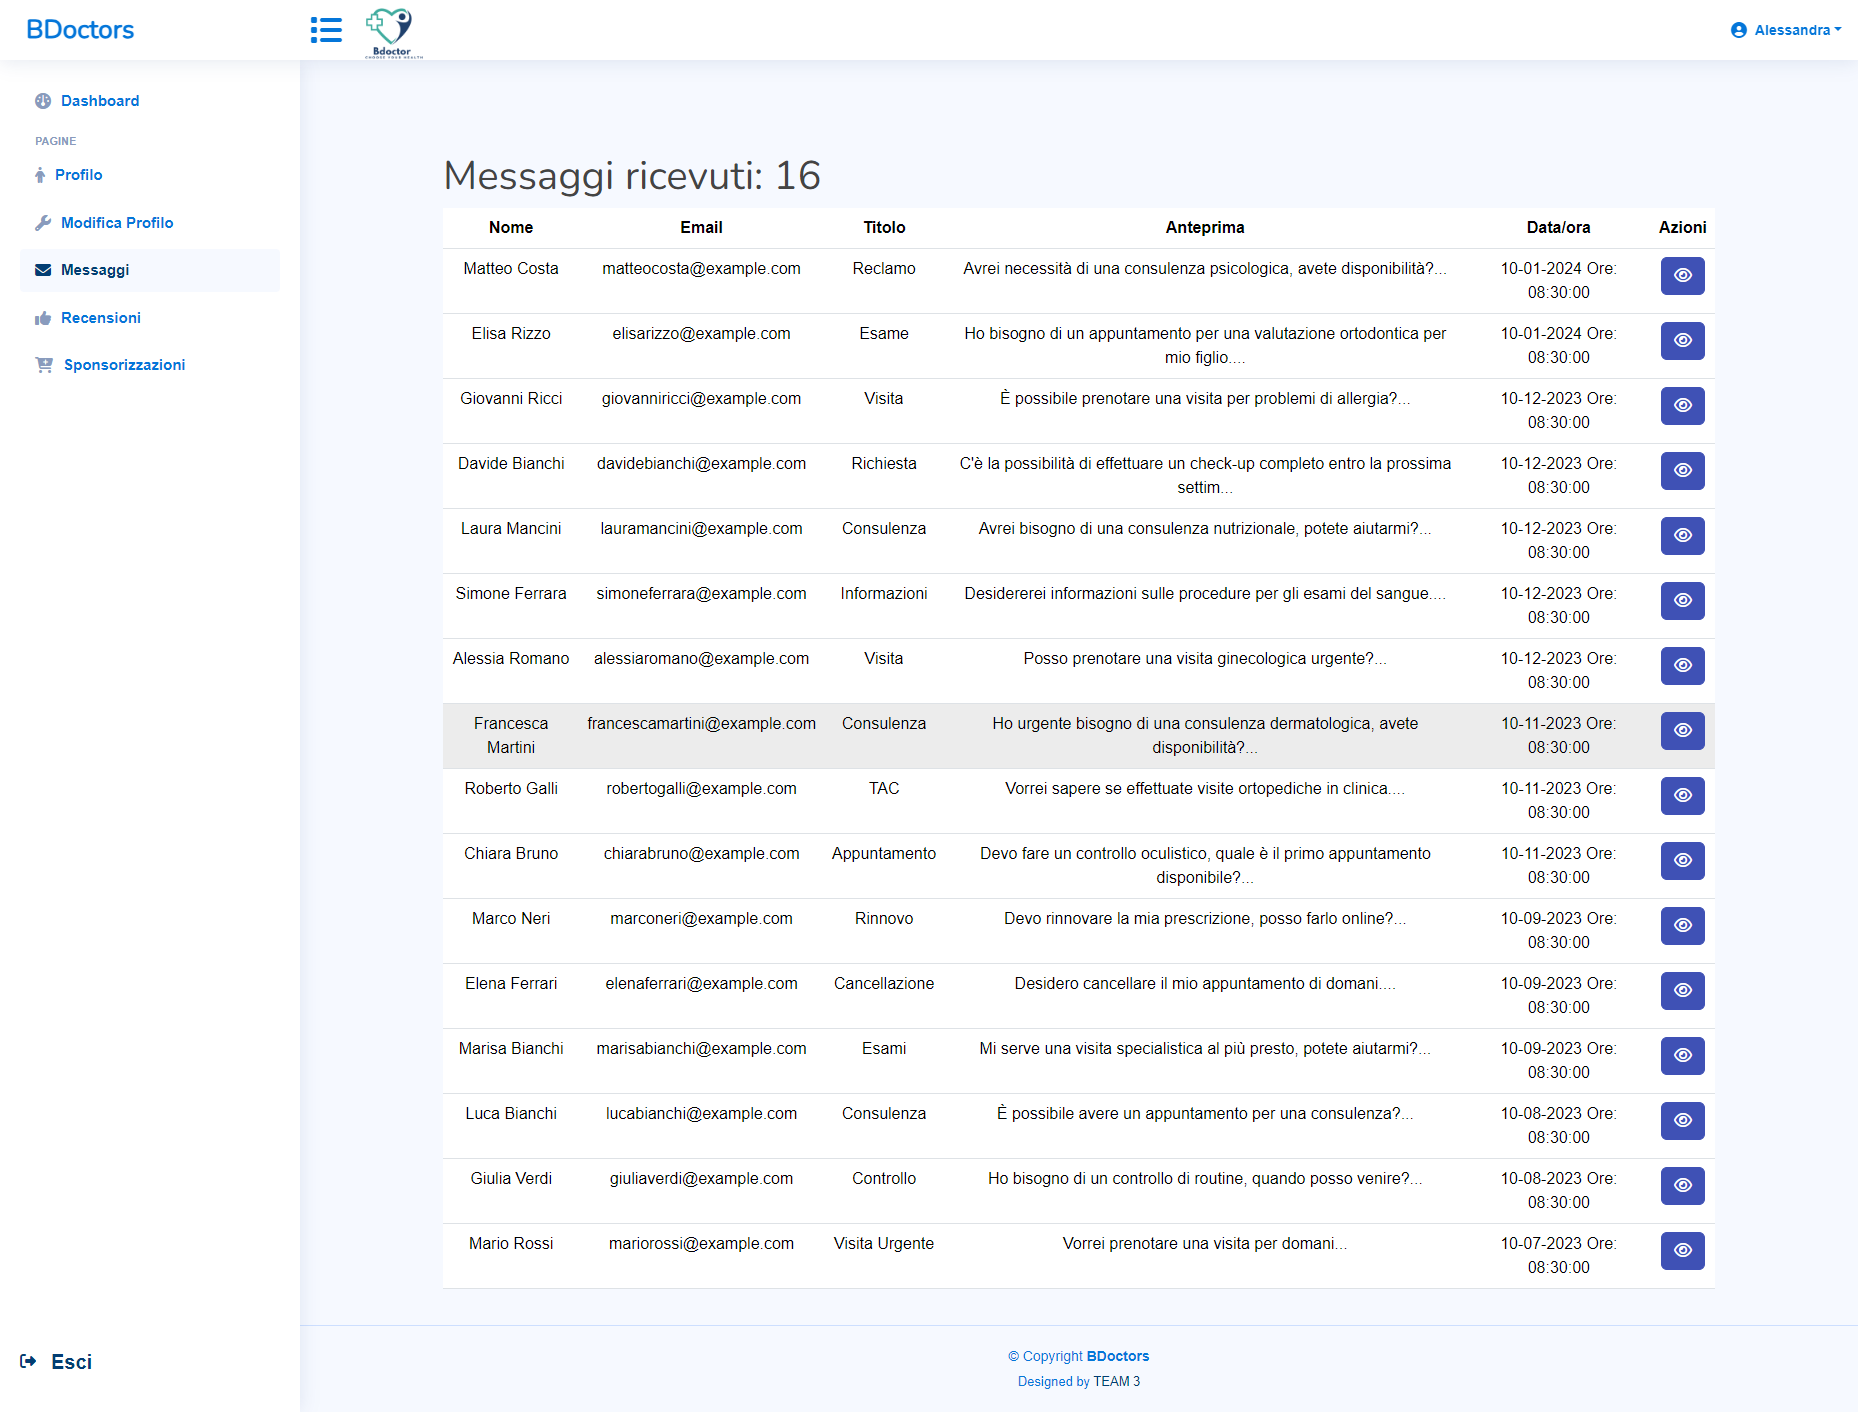 BDoctors
Bdoctor
CHOOSE YOUR HEALTH
Alessandra
Dashboard
PAGINE
Profilo
Modifica Profilo
Messaggi
Recensioni
Sponsorizzazioni
Esci
Messaggi ricevuti: 16
Nome Email Titolo Anteprima Data/ora Azioni
Matteo Costa matteocosta@example.com Reclamo Avrei necessità di una consulenza psicologica, avete disponibilità?... 10-01-2024 Ore:
08:30:00
Elisa Rizzo elisarizzo@example.com Esame Ho bisogno di un appuntamento per una valutazione ortodontica per 10-01-2024 Ore:
mio figlio.... 08:30:00
Giovanni Ricci giovanniricci@example.com Visita È possibile prenotare una visita per problemi di allergia?... 10-12-2023 Ore:
08:30:00
Davide Bianchi davidebianchi@example.com Richiesta C'è la possibilità di effettuare un check-up completo entro la prossima 10-12-2023 Ore:
settim... 08:30:00
Laura Mancini lauramancini@example.com Consulenza Avrei bisogno di una consulenza nutrizionale, potete aiutarmi?... 10-12-2023 Ore:
08:30:00
Simone Ferrara simoneferrara@example.com Informazioni Desidererei informazioni sulle procedure per gli esami del sangue.... 10-12-2023 Ore:
08:30:00
Alessia Romano alessiaromano@example.com Visita Posso prenotare una visita ginecologica urgente?... 10-12-2023 Ore:
08:30:00
Francesca francescamartini@example.com Consulenza Ho urgente bisogno di una consulenza dermatologica, avete 10-11-2023 Ore:
Martini disponibilità?... 08:30:00
Roberto Galli robertogalli@example.com TAC Vorrei sapere se effettuate visite ortopediche in clinica.... 10-11-2023 Ore:
08:30:00
Chiara Bruno chiarabruno@example.com Appuntamento Devo fare un controllo oculistico, quale è il primo appuntamento 10-11-2023 Ore:
disponibile?... 08:30:00
Marco Neri marconeri@example.com Rinnovo Devo rinnovare la mia prescrizione, posso farlo online?... 10-09-2023 Ore:
08:30:00
Elena Ferrari elenaferrari@example.com Cancellazione Desidero cancellare il mio appuntamento di domani.... 10-09-2023 Ore:
08:30:00
Marisa Bianchi marisabianchi@example.com Esami Mi serve una visita specialistica al più presto, potete aiutarmi?... 10-09-2023 Ore:
08:30:00
Luca Bianchi lucabianchi@example.com Consulenza È possibile avere un appuntamento per una consulenza?... 10-08-2023 Ore:
08:30:00
Giulia Verdi giuliaverdi@example.com Controllo Ho bisogno di un controllo di routine, quando posso venire?... 10-08-2023 Ore:
08:30:00
Mario Rossi mariorossi@example.com Visita Urgente Vorrei prenotare una visita per domani... 10-07-2023 Ore:
08:30:00
© Copyright BDoctors
Designed by TEAM 3